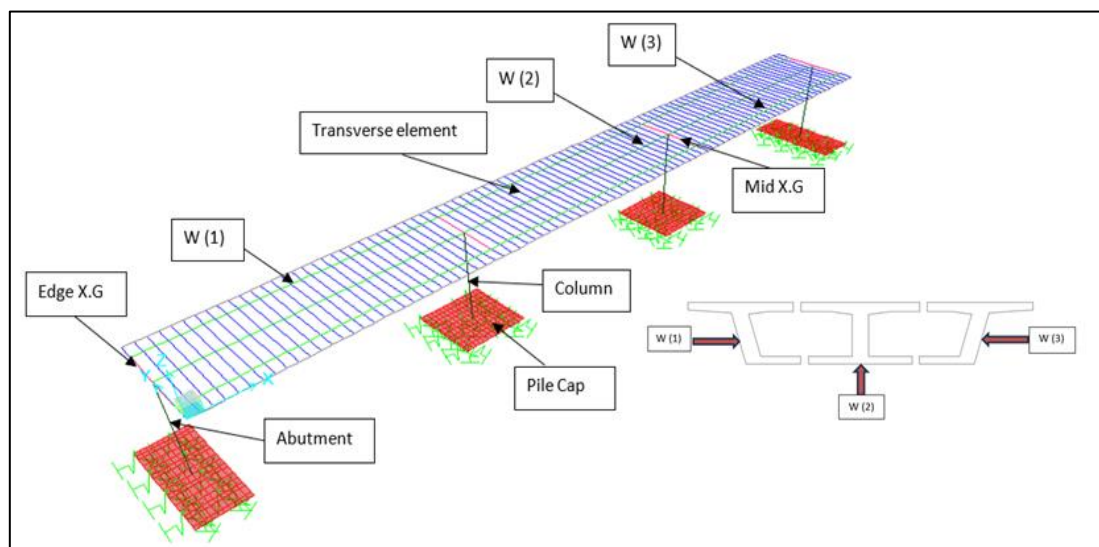 W (3)
W (2)
Transverse element
Mid X.G
W (1)
Edge X.G
Column
Pile Cap
Abutment
Z
Y
X
W (1)
W (3)
W (2)